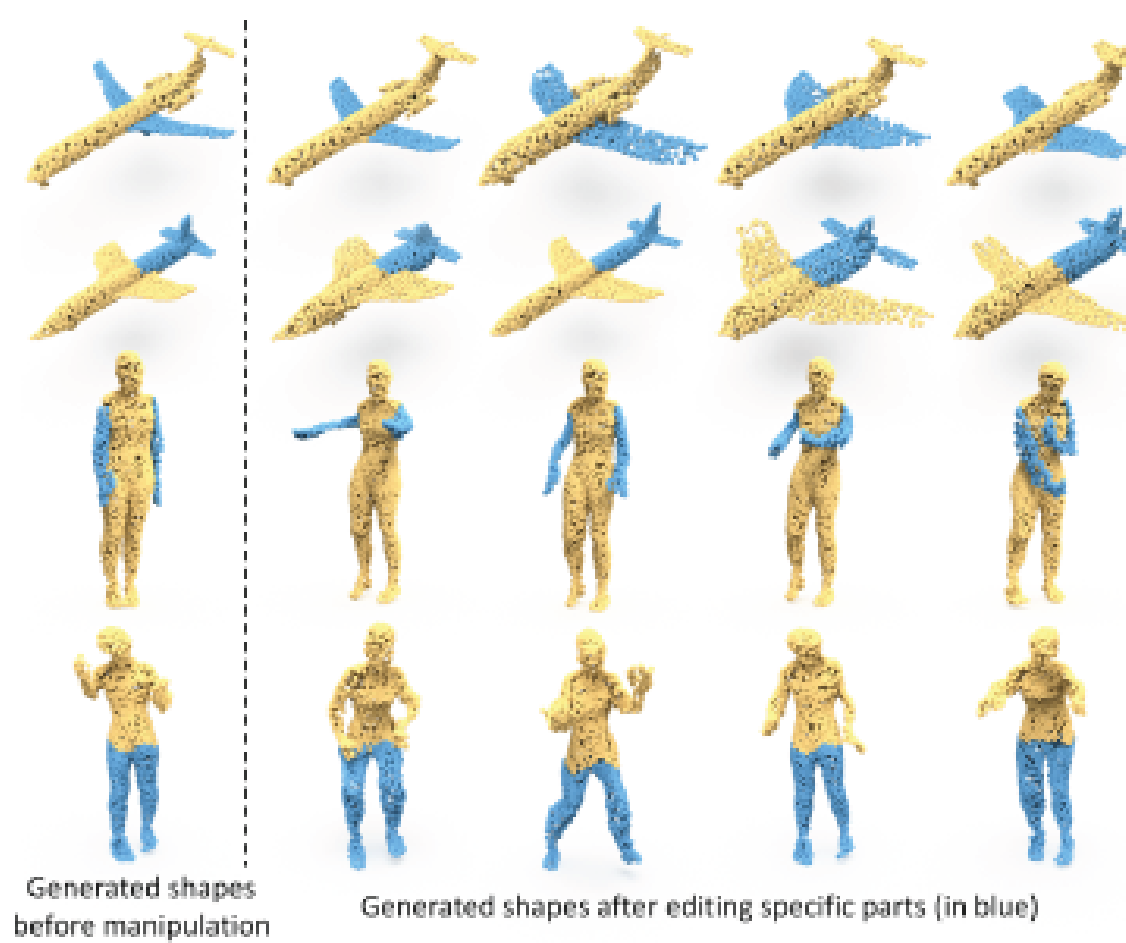 Generated shapes
before manipulation
Generated shapes after editing specific parts (in blue)